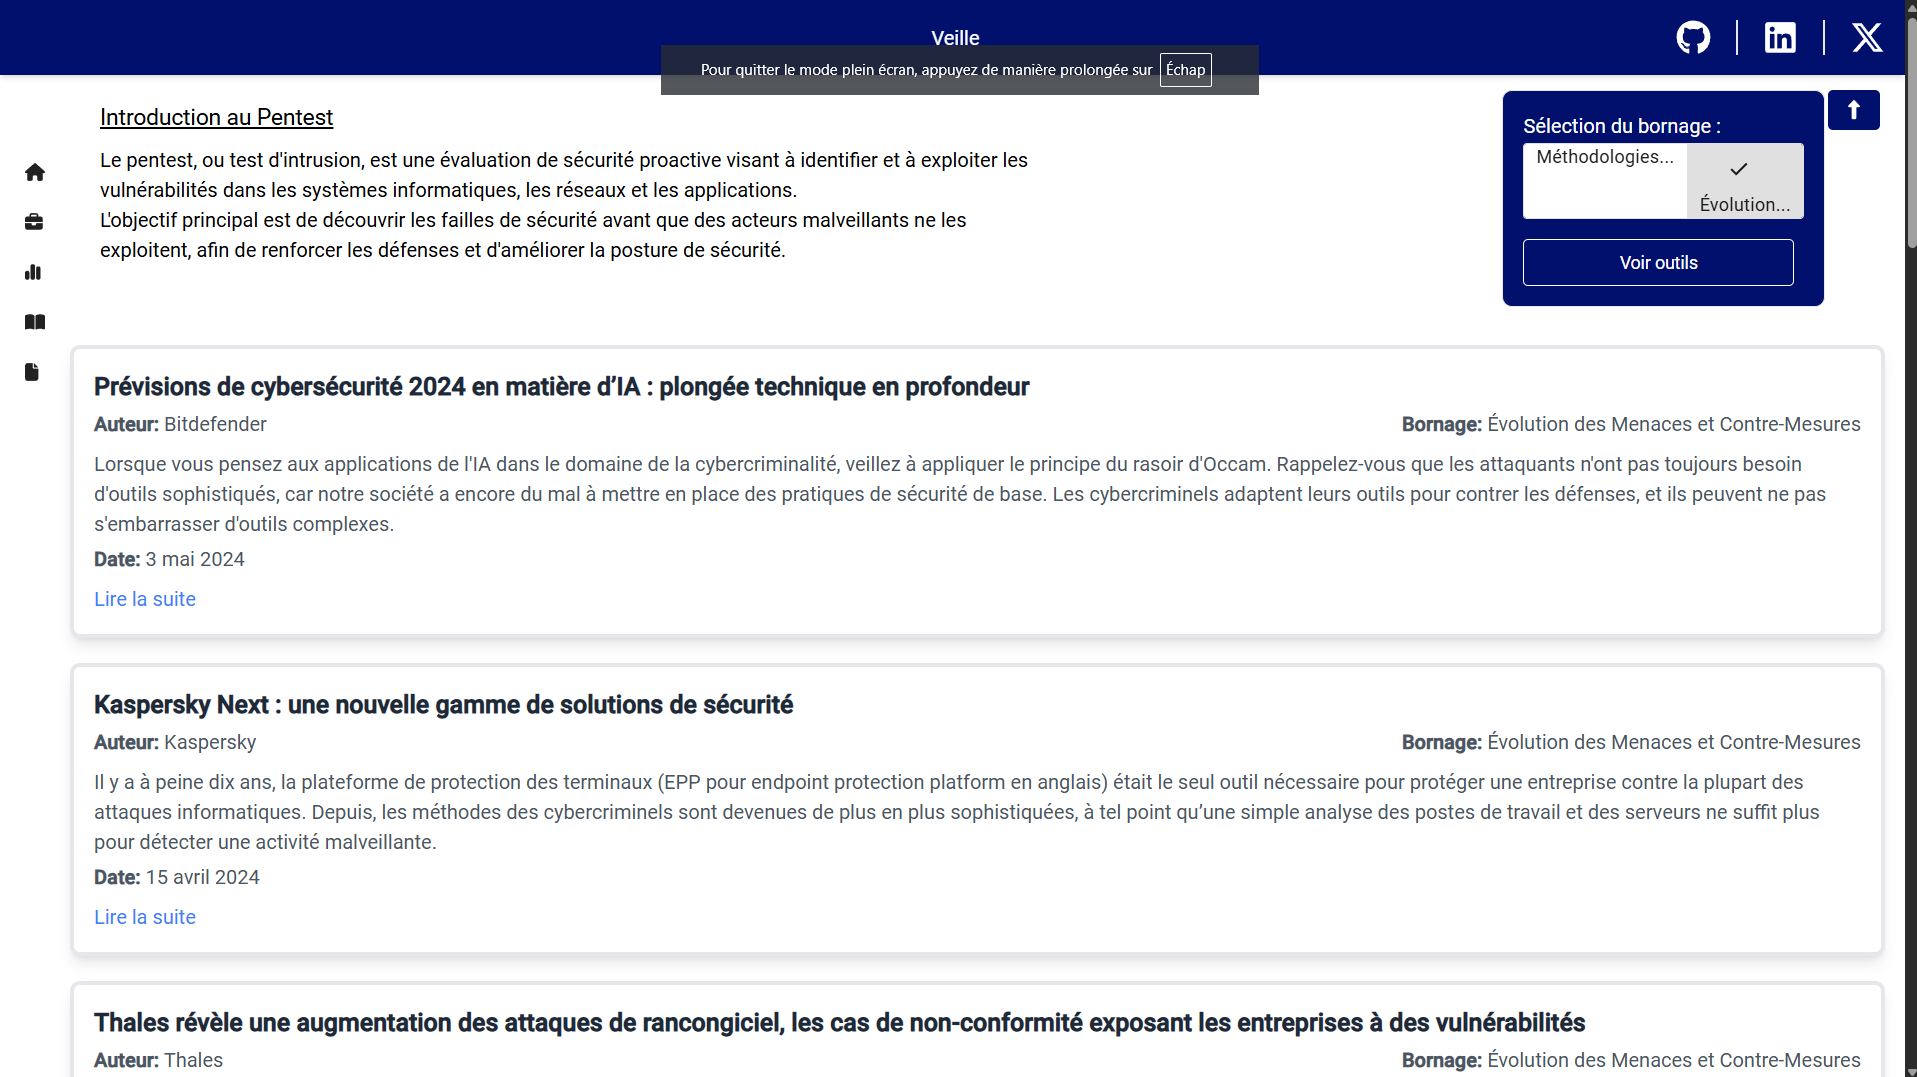 Veille
Pour quitter le mode plein écran, appuyez de manière prolongée sur Échap
Introduction au Pentest
Le pentest, ou test d'intrusion, est une évaluation de sécurité proactive visant à identifier et à exploiter les
vulnérabilités dans les systèmes informatiques, les réseaux et les applications.
L'objectif principal est de découvrir les failles de sécurité avant que des acteurs malveillants ne les
exploitent, afin de renforcer les défenses et d'améliorer la posture de sécurité.
Sélection du bornage :
Méthodologies...
Évolution...
Voir outils
Prévisions de cybersécurité 2024 en matière d’IA : plongée technique en profondeur
Auteur: Bitdefender
Bornage: Évolution des Menaces et Contre-Mesures
Lorsque vous pensez aux applications de l'IA dans le domaine de la cybercriminalité, veillez à appliquer le principe du rasoir d'Occam. Rappelez-vous que les attaquants n'ont pas toujours besoin
d'outils sophistiqués, car notre société a encore du mal à mettre en place des pratiques de sécurité de base. Les cybercriminels adaptent leurs outils pour contrer les défenses, et ils peuvent ne pas
s'embarrasser d'outils complexes.
Date: 3 mai 2024
Lire la suite
Kaspersky Next : une nouvelle gamme de solutions de sécurité
Auteur: Kaspersky
Bornage: Évolution des Menaces et Contre-Mesures
Il y a à peine dix ans, la plateforme de protection des terminaux (EPP pour endpoint protection platform en anglais) était le seul outil nécessaire pour protéger une entreprise contre la plupart des
attaques informatiques. Depuis, les méthodes des cybercriminels sont devenues de plus en plus sophistiquées, à tel point qu’une simple analyse des postes de travail et des serveurs ne suffit plus
pour détecter une activité malveillante.
Date: 15 avril 2024
Lire la suite
Thales révèle une augmentation des attaques de rancongiciel, les cas de non-conformité exposant les entreprises à des vulnérabilités
Auteur: Thales
Bornage: Évolution des Menaces et Contre-Mesures